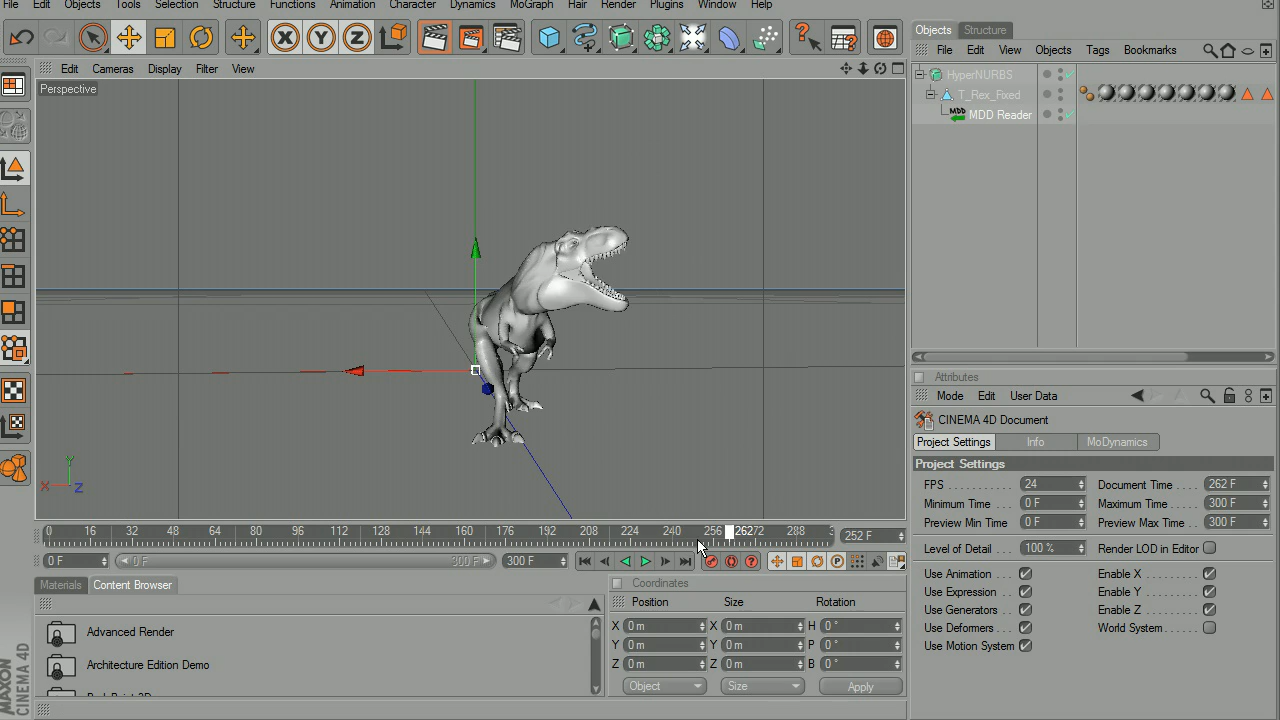 File Edit Objects Tools Selection Structure Functions Animation Character Dynamics MoGraph Hair Render Plugins Window Help
Objects Structure
File Edit View Objects Tags Bookmarks
Edit Cameras Display Filter View
Perspective
HyperNURBS
T_Rex_Fixed
MDD MDD Reader
X Y Z
Y
X Z
0 16 32 48 64 80 96 112 128 144 160 176 192 208 224 240 256 262 72 288 3
252 F
0 F 0 F 300 F 300 F
Attributes
Mode Edit User Data
CINEMA 4D Document
Project Settings Info MoDynamics
Project Settings
FPS 24 Document Time 262 F
Minimum Time 0 F Maximum Time 300 F
Preview Min Time 0 F Preview Max Time 300 F
Level of Detail 100 % Render LOD in Editor
Use Animation Enable X
Use Expression Enable Y
Use Generators Enable Z
Use Deformers World System
Use Motion System
Materials Content Browser
Advanced Render
Architecture Edition Demo
Coordinates
Position Size Rotation
X 0 m X 0 m H 0 °
Y 0 m Y 0 m P 0 °
Z 0 m Z 0 m B 0 °
Object Size Apply
MAXON
CINEMA 4D